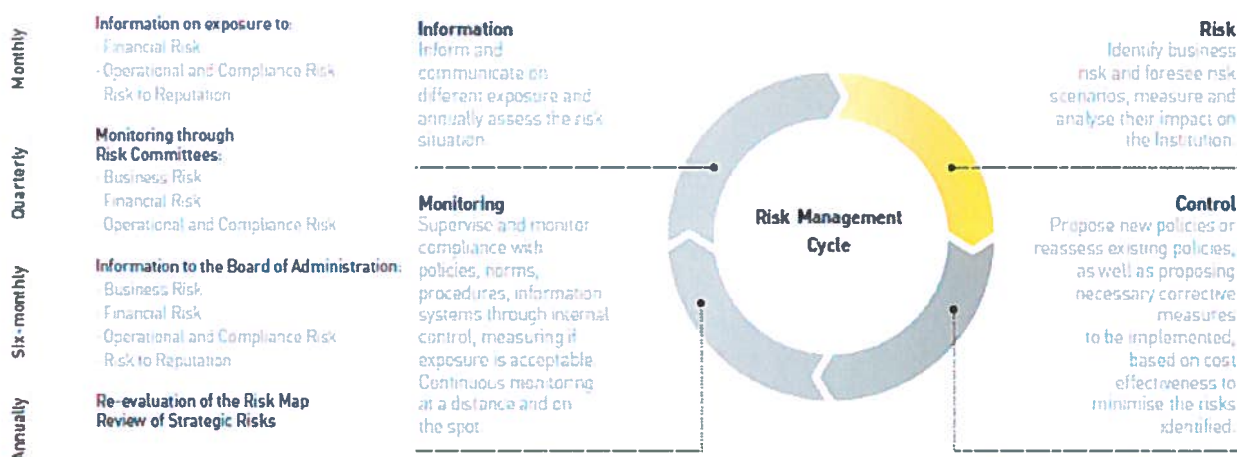 Monthly
Information on exposure to:
- Financial Risk
- Operational and Compliance Risk
Risk to Reputation
Quarterly
Monitoring through
Risk Committees:
- Business Risk
Financial Risk
Operational and Compliance Risk
Six-monthly
Information to the Board of Administration:
- Business Risk
Financial Risk
- Operational and Compliance Risk
Risk to Reputation
Annually
Re-evaluation of the Risk Map
Review of Strategic Risks
Information
Inform and
communicate on
different exposure and
annually assess the risk
situation.
Monitoring
Supervise and monitor
compliance with
policies, norms,
procedures, information
systems through internal
control, measuring if
exposure is acceptable.
Continuous monitoring
at a distance and on
the spot.
Risk Management
Cycle
Risk
Identify business
risk and foresee risk
scenarios, measure and
analyse their impact on
the Institution.
Control
Propose new policies or
reassess existing policies,
as well as proposing
necessary corrective
measures
to be implemented,
based on cost
effectiveness to
minimise the risks
identified.